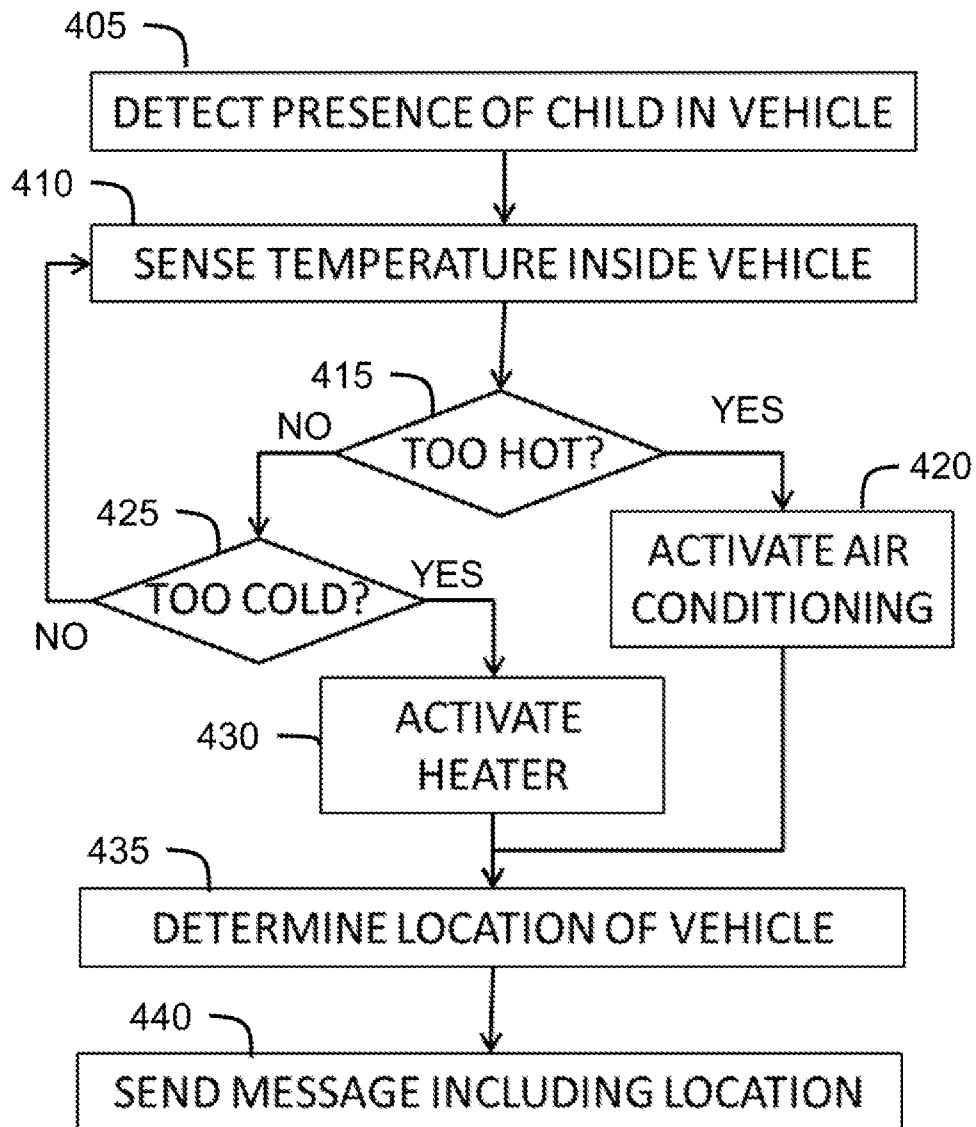 405
DETECT PRESENCE OF CHILD IN VEHICLE
410
SENSE TEMPERATURE INSIDE VEHICLE
415
NO
YES
TOO HOT?
420
425
ACTIVATE AIR
CONDITIONING
YES
TOO COLD?
NO
430
ACTIVATE
HEATER
435
DETERMINE LOCATION OF VEHICLE
440
SEND MESSAGE INCLUDING LOCATION